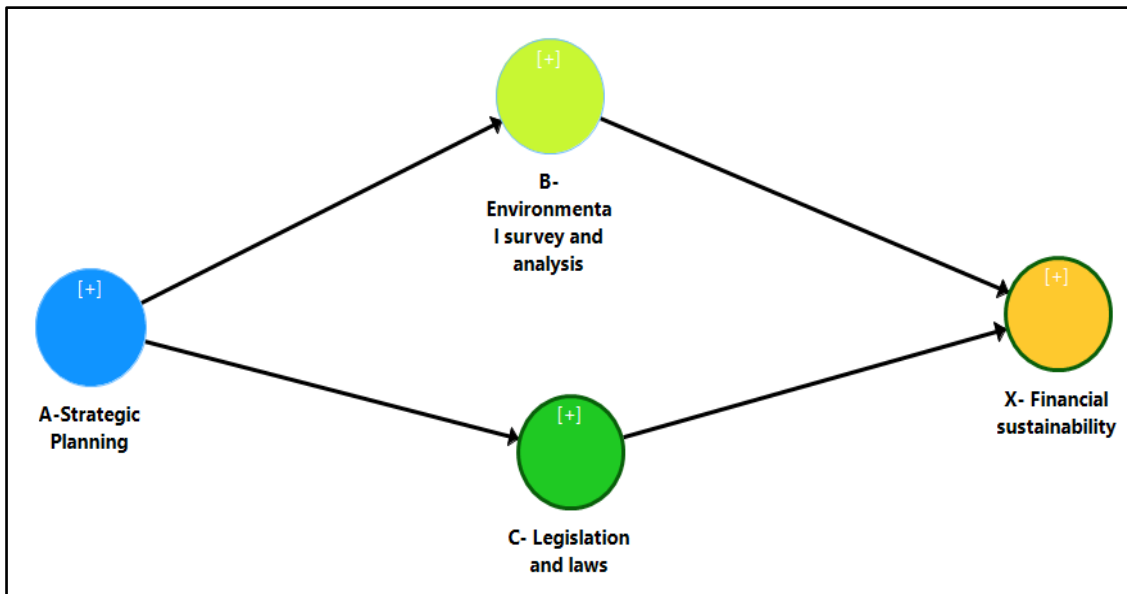 [+]
B-
Environmenta
l survey and
analysis
[+]
A-Strategic
Planning
[+]
C- Legislation
and laws
[+]
X- Financial
sustainability